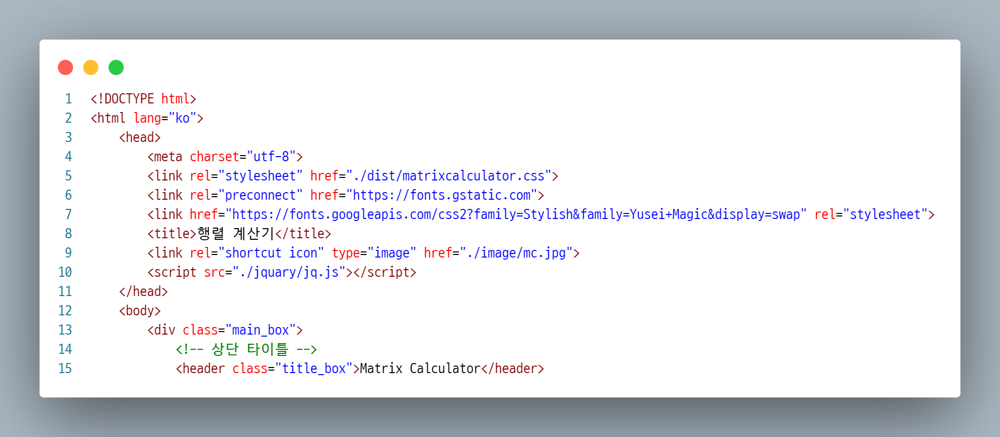 1 <!DOCTYPE html>
2 <html lang="ko">
3     <head>
4         <meta charset="utf-8">
5         <link rel="stylesheet" href="./dist/matrixcalculator.css">
6         <link rel="preconnect" href="https://fonts.gstatic.com">
7         <link href="https://fonts.googleapis.com/css2?family=Stylish&family=Yusei+Magic&display=swap" rel="stylesheet">
8         <title>행렬 계산기</title>
9         <link rel="shortcut icon" type="image" href="./image/mc.jpg">
10         <script src="./jquary/jq.js"></script>
11     </head>
12     <body>
13         <div class="main_box">
14             <!-- 상단 타이틀 -->
15             <header class="title_box">Matrix Calculator</header>